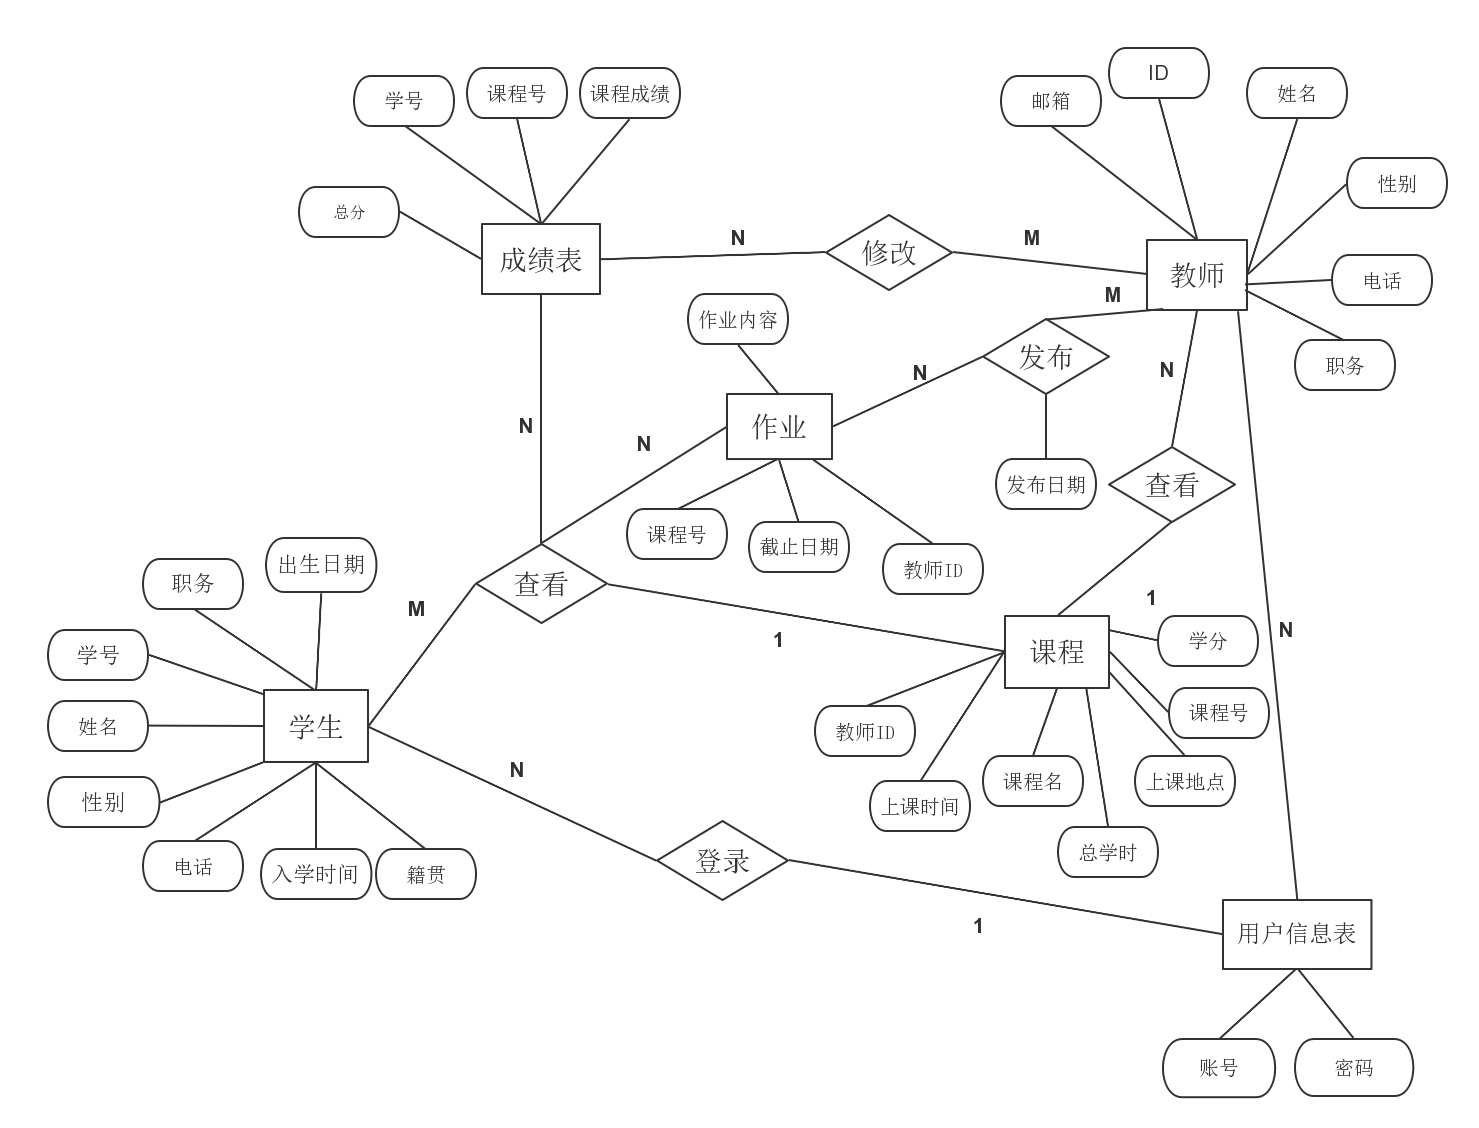 ID
学号
课程号
课程成绩
邮箱
姓名
性别
总分
成绩表
N
修改
M
教师
电话
M
作业内容
发布
N
N
职务
作业
N
N
查看
发布日期
课程号
截止日期
教师ID
出生日期
职务
查看
M
1
1
N
学号
课程
学分
姓名
学生
教师ID
课程号
N
性别
上课时间
课程名
上课地点
电话
入学时间
籍贯
登录
总学时
1
用户信息表
账号
密码